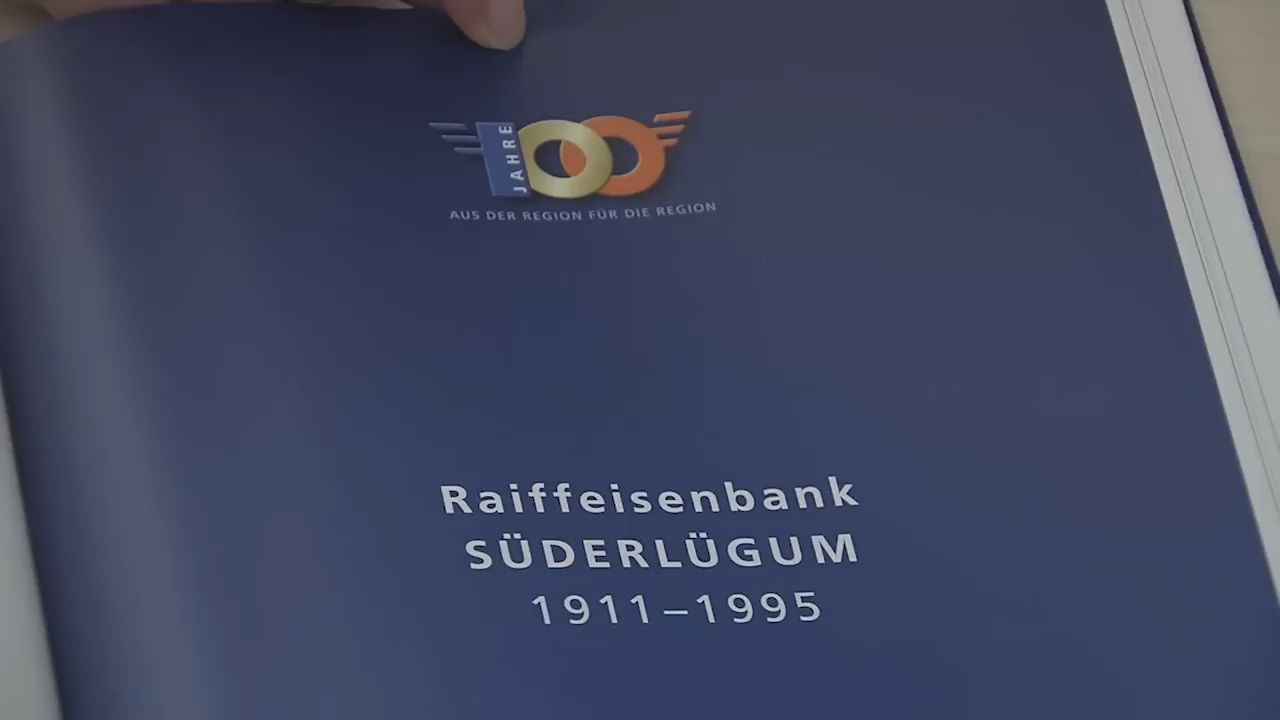 100 JAHRE
AUS DER REGION FÜR DIE REGION
Raiffeisenbank
SÜDERLÜGUM
1911–1995